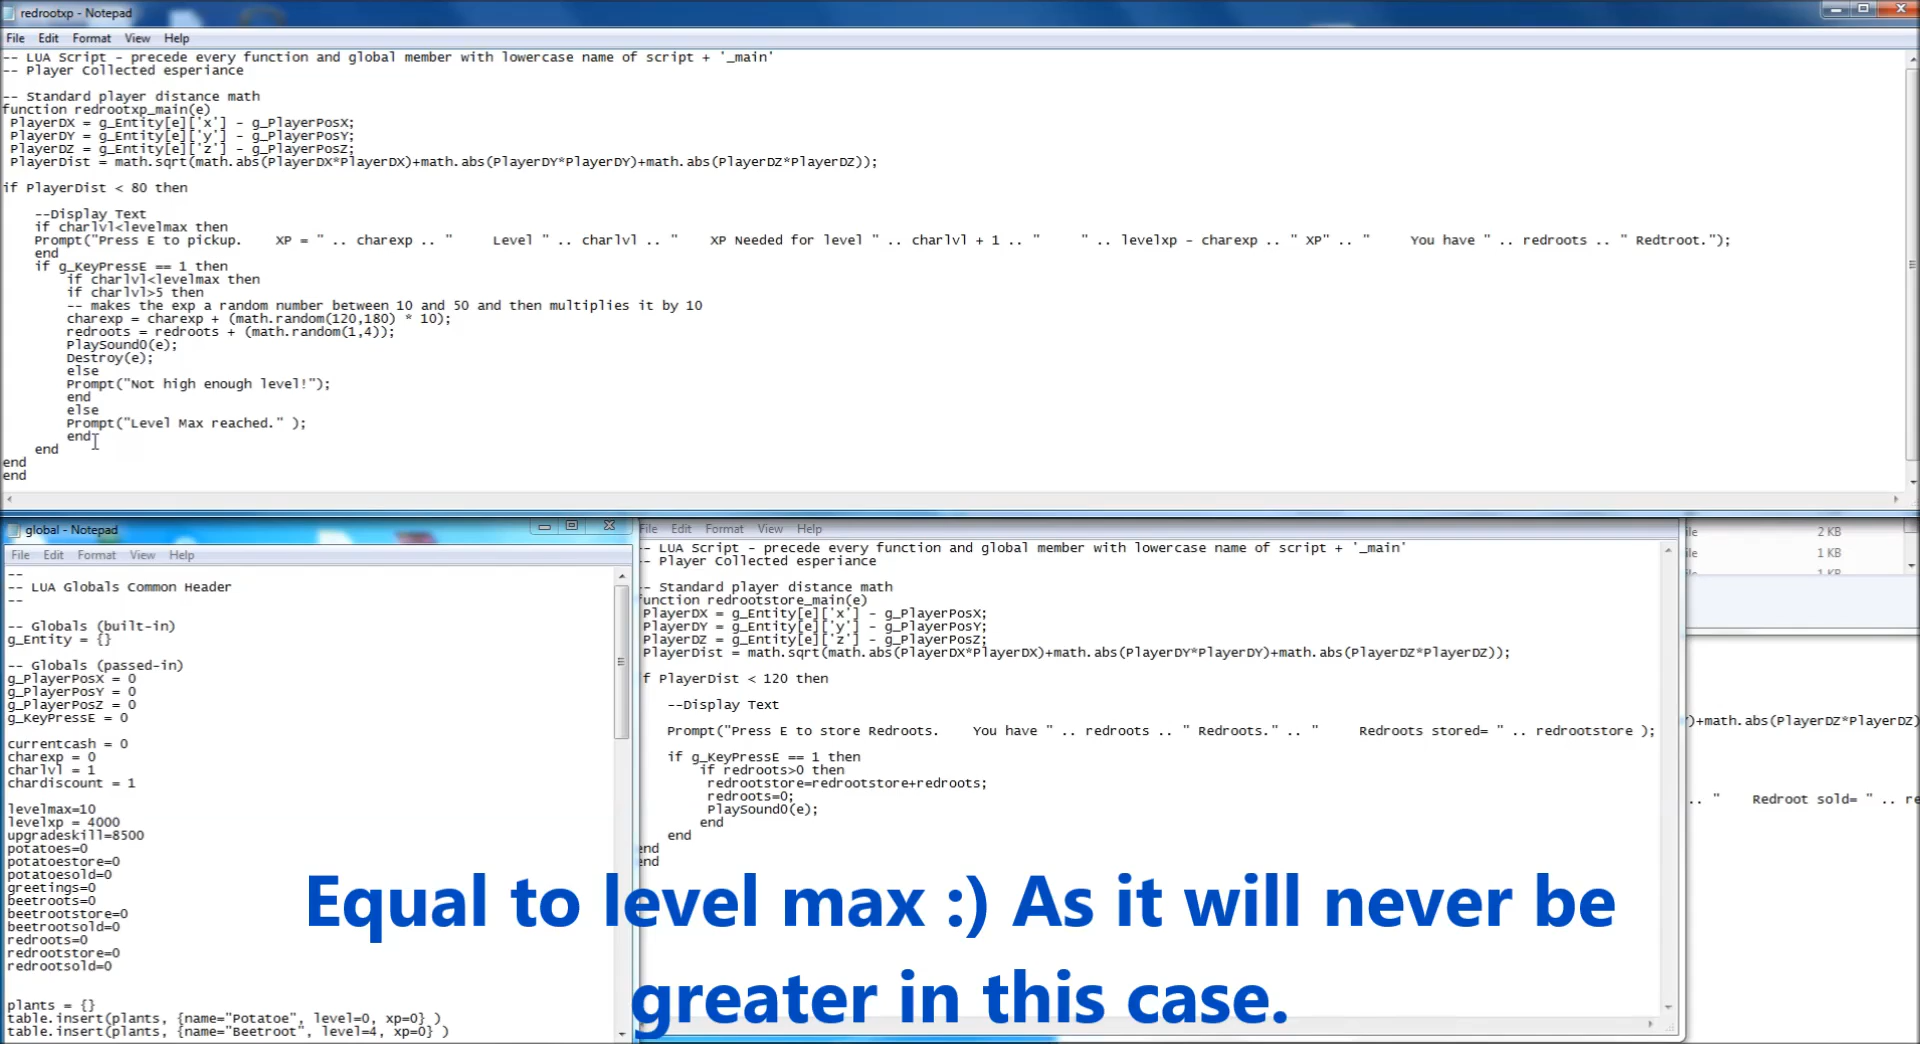 redrootxp - Notepad
File Edit Format View Help
-- LUA Script - precede every function and global member with lowercase name of script + '_main'
-- Player Collected esperiance
-- Standard player distance math
function redrootxp_main(e)
PlayerDX = g_Entity[e]['x'] - g_PlayerPosX;
PlayerDY = g_Entity[e]['y'] - g_PlayerPosY;
PlayerDZ = g_Entity[e]['z'] - g_PlayerPosZ;
PlayerDist = math.sqrt(math.abs(PlayerDX*PlayerDX)+math.abs(PlayerDY*PlayerDY)+math.abs(PlayerDZ*PlayerDZ));
if PlayerDist < 80 then
--Display Text
if charlvl<levelmax then
Prompt("Press E to pickup.    XP = " .. charexp .. "     Level " .. charlvl .. "    XP Needed for level " .. charlvl + 1 .. "     " .. levelxp - charexp .. " XP" .. "     You have " .. redroots .. " Redtroot.");
end
if g_KeyPressE == 1 then
if charlvl<levelmax then
if charlvl>5 then
-- makes the exp a random number between 10 and 50 and then multiplies it by 10
charexp = charexp + (math.random(120,180) * 10);
redroots = redroots + (math.random(1,4));
PlaySound0(e);
Destroy(e);
else
Prompt("Not high enough level!");
end
else
Prompt("Level Max reached." );
end
end
end
end
global - Notepad
File Edit Format View Help
--
-- LUA Globals Common Header
--
-- Globals (built-in)
g_Entity = {}
-- Globals (passed-in)
g_PlayerPosX = 0
g_PlayerPosY = 0
g_PlayerPosZ = 0
g_KeyPressE = 0
currentcash = 0
charexp = 0
charlvl = 1
chardiscount = 1
levelmax=10
levelxp = 4000
upgradeskill=8500
potatoes=0
potatoestore=0
potatoesold=0
greetings=0
beetroots=0
beetrootstore=0
beetrootsold=0
redroots=0
redrootstore=0
redrootsold=0
plants = {}
table.insert(plants, {name="Potatoe", level=0, xp=0} )
table.insert(plants, {name="Beetroot", level=4, xp=0} )
File Edit Format View Help
-- LUA Script - precede every function and global member with lowercase name of script + '_main'
- Player Collected esperiance
-- Standard player distance math
function redrootstore_main(e)
PlayerDX = g_Entity[e]['x'] - g_PlayerPosX;
PlayerDY = g_Entity[e]['y'] - g_PlayerPosY;
PlayerDZ = g_Entity[e]['z'] - g_PlayerPosZ;
PlayerDist = math.sqrt(math.abs(PlayerDX*PlayerDX)+math.abs(PlayerDY*PlayerDY)+math.abs(PlayerDZ*PlayerDZ));
f PlayerDist < 120 then
--Display Text
Prompt("Press E to store Redroots.    You have " .. redroots .. " Redroots." .. "     Redroots stored= " .. redrootstore );
if g_KeyPressE == 1 then
if redroots>0 then
redrootstore=redrootstore+redroots;
redroots=0;
PlaySound0(e);
end
end
end
end
ile 2 KB
ile 1 KB
ile 1 KB
)+math.abs(PlayerDZ*PlayerDZ)
.. "    Redroot sold= " .. re
Equal to level max :) As it will never be
greater in this case.